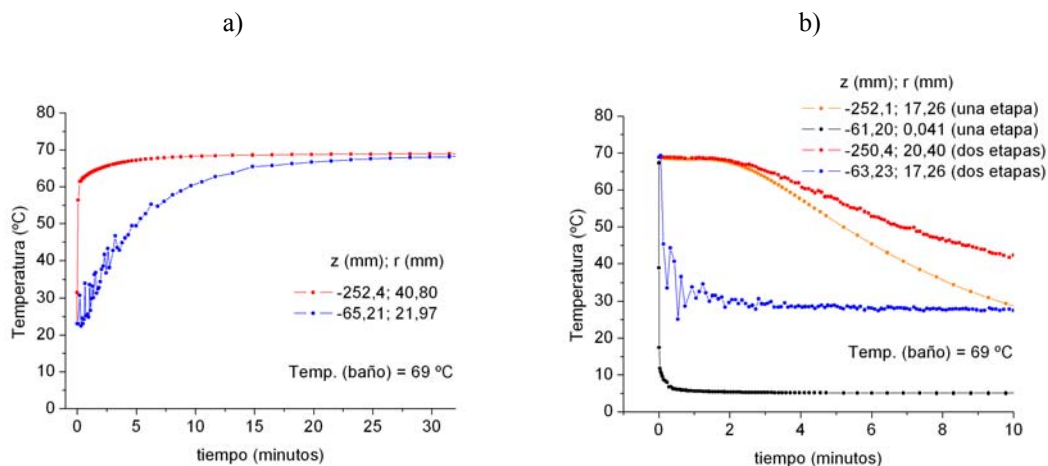 a)
b)
80
70
60
50
40
30
20
10
0
Temperatura (ºC)
z (mm); r (mm)
-252,4; 40,80
-65,21; 21,97
Temp. (baño) = 69 ºC
0 5 10 15 20 25 30
tiempo (minutos)
z (mm); r (mm)
-252,1; 17,26 (una etapa)
-61,20; 0,041 (una etapa)
-250,4; 20,40 (dos etapas)
-63,23; 17,26 (dos etapas)
80
70
60
50
40
30
20
10
0
Temperatura (ºC)
Temp. (baño) = 69 ºC
0 2 4 6 8 10
tiempo (minutos)